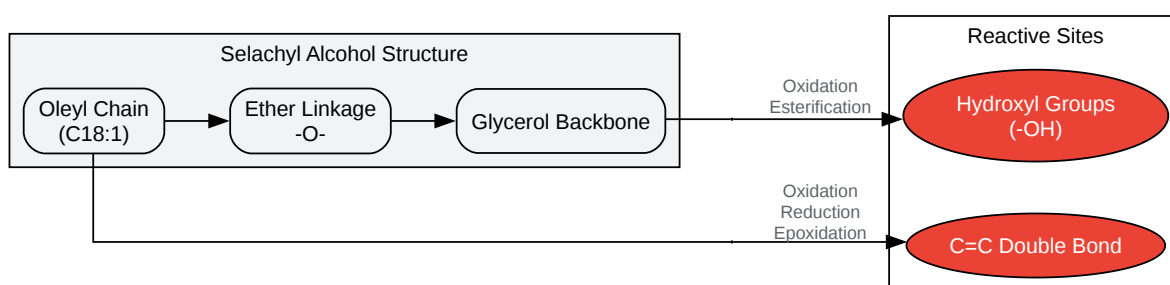 Selachyl Alcohol Structure
Oleyl Chain
(C18:1)
Ether Linkage
-O-
Glycerol Backbone
Oxidation
Esterification
Reactive Sites
Hydroxyl Groups
(-OH)
Oxidation
Reduction
Epoxidation
C=C Double Bond